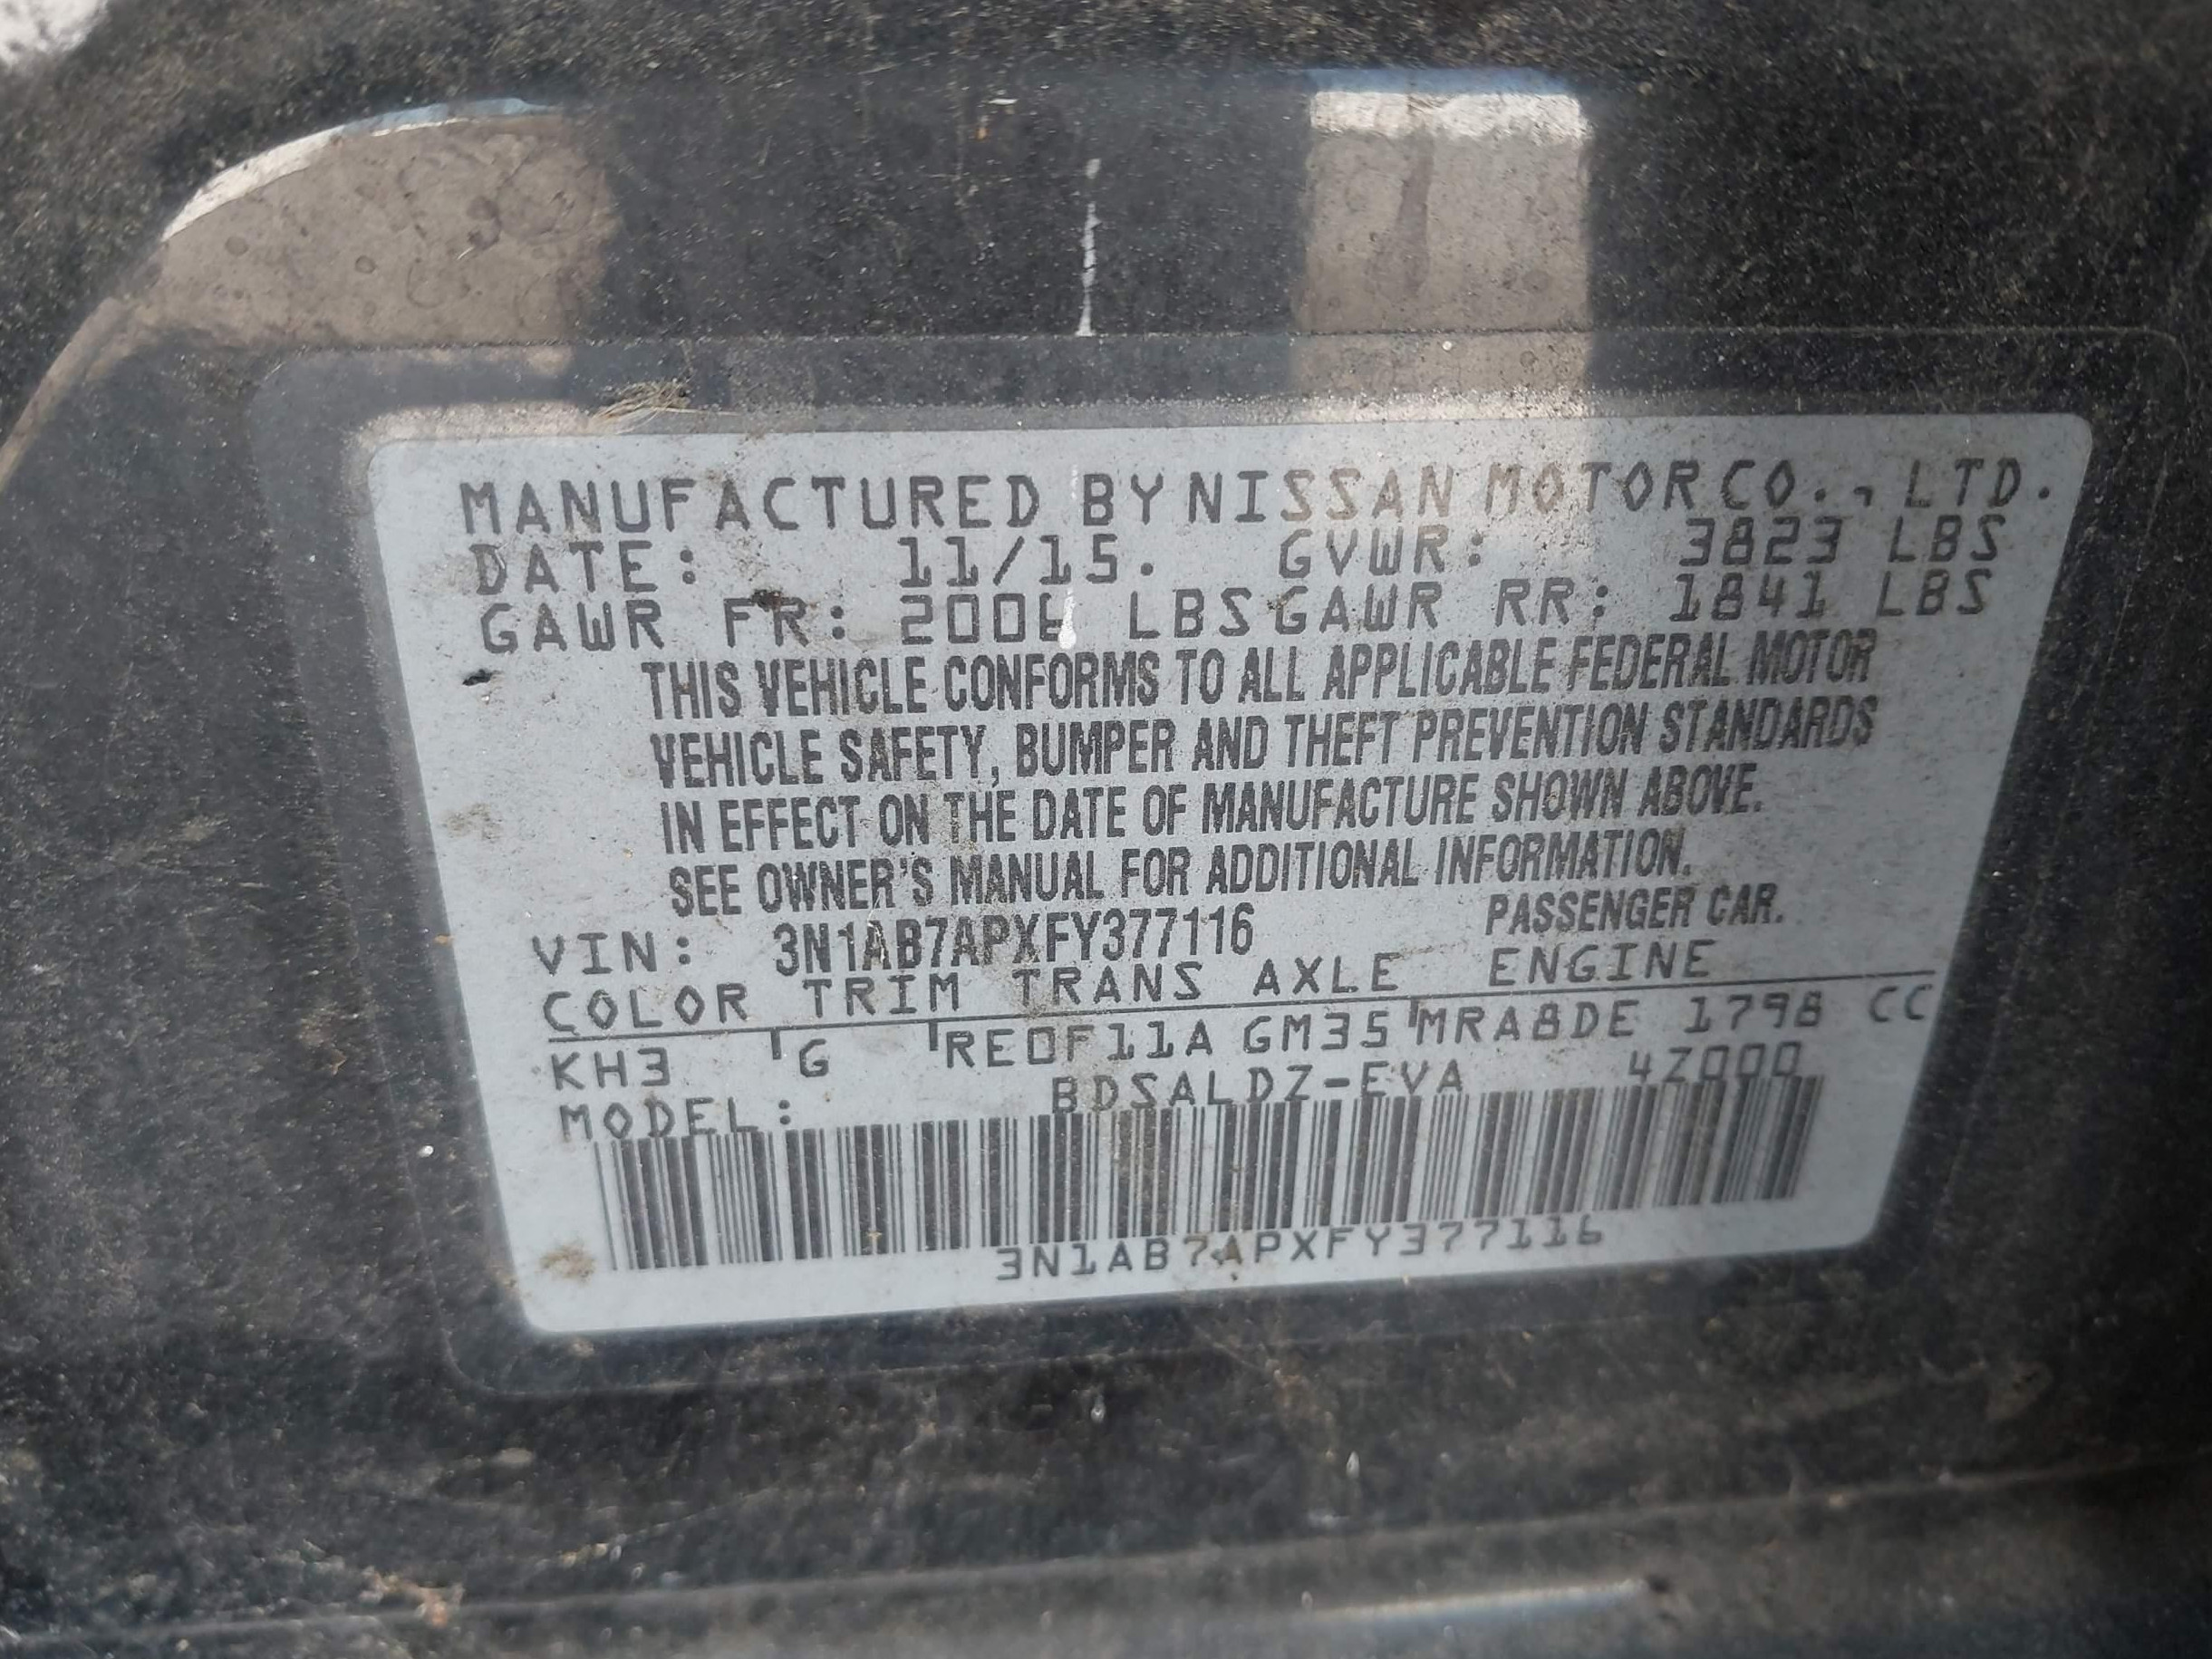 MANUFACTURED BY NISSAN MOTOR CO., LTD.
DATE: 11/15. GVWR: 3823 LBS
GAWR FR: 2006 LBS GAWR RR: 1841 LBS
THIS VEHICLE CONFORMS TO ALL APPLICABLE FEDERAL MOTOR
VEHICLE SAFETY, BUMPER AND THEFT PREVENTION STANDARDS
IN EFFECT ON THE DATE OF MANUFACTURE SHOWN ABOVE.
SEE OWNER'S MANUAL FOR ADDITIONAL INFORMATION.
VIN: 3N1AB7APXFY377116 PASSENGER CAR.
COLOR TRIM TRANS AXLE ENGINE
KH3 G RE0F11A GM35 MRA8DE 1798 CC
MODEL: BDSALDZ-EVA 4Z000
3N1AB7APXFY377116